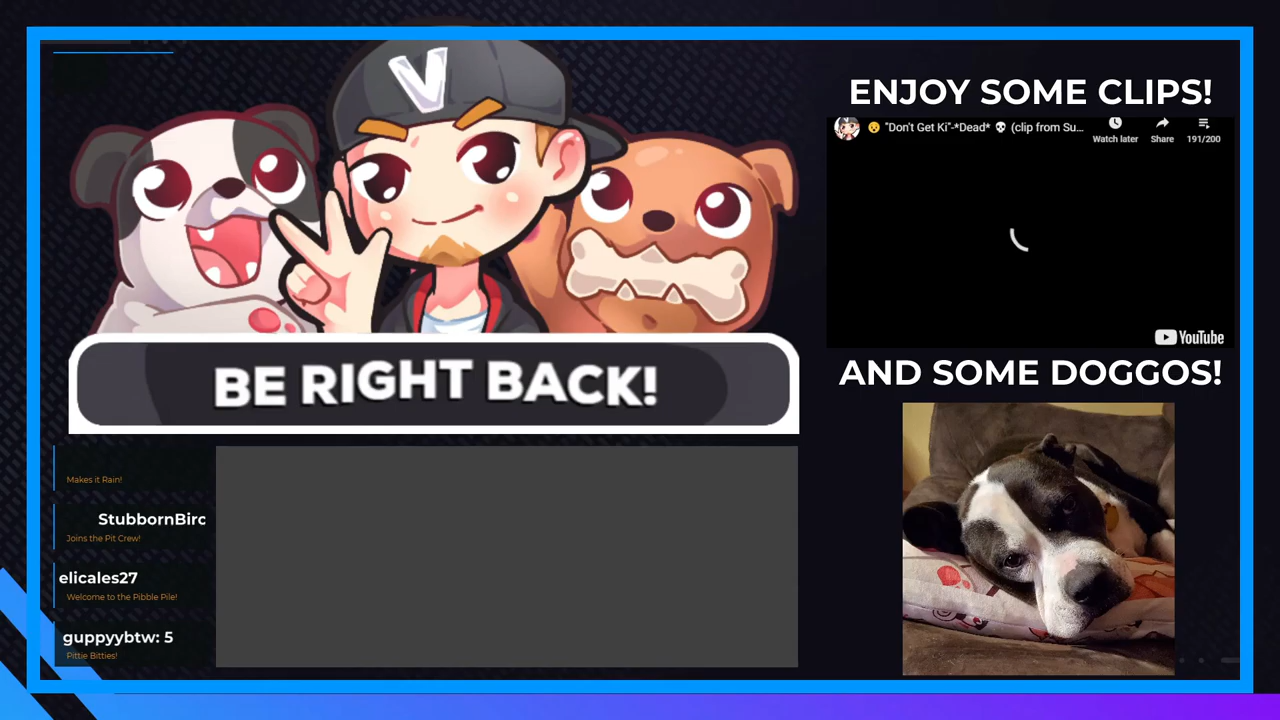 V
BE RIGHT BACK!
Makes it Rain!
StubbornBirc
Joins the Pit Crew!
elicales27
Welcome to the Pibble Pile!
guppyybtw: 5
Pittie Bitties!
ENJOY SOME CLIPS!
😮 "Don't Get Ki"-*Dead* 💀 (clip from Su...
Watch later
Share
191/200
YouTube
AND SOME DOGGOS!